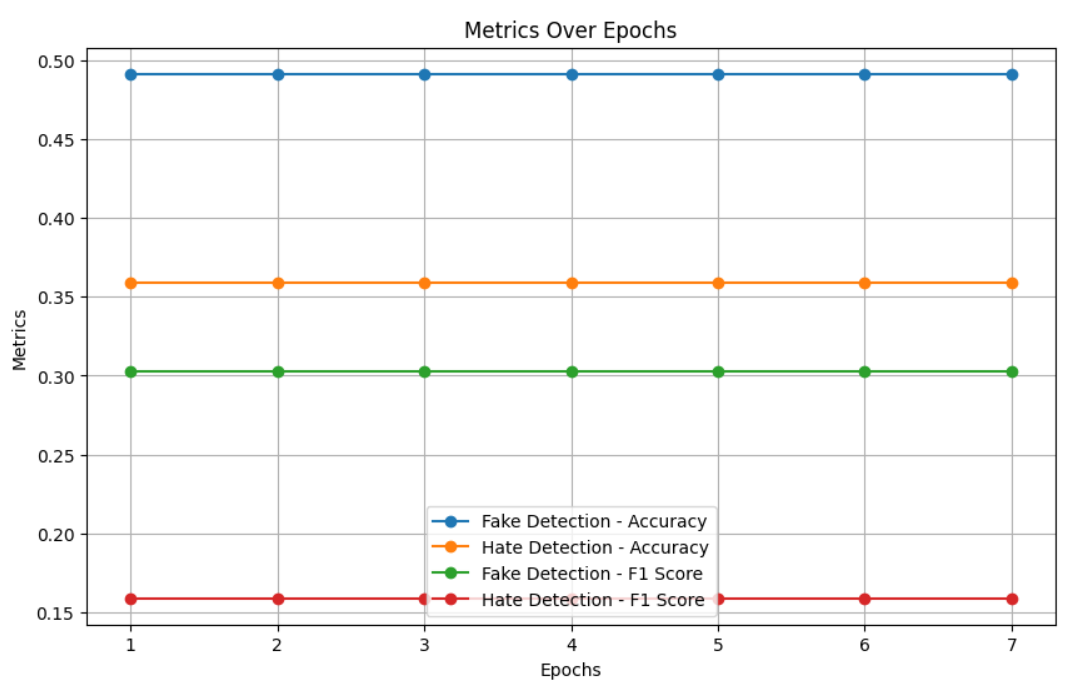 Metrics Over Epochs
0.50
0.45
0.40
0.35
0.30
0.25
0.20
0.15
Metrics
Fake Detection - Accuracy
Hate Detection - Accuracy
Fake Detection - F1 Score
Hate Detection - F1 Score
1 2 3 4 5 6 7
Epochs